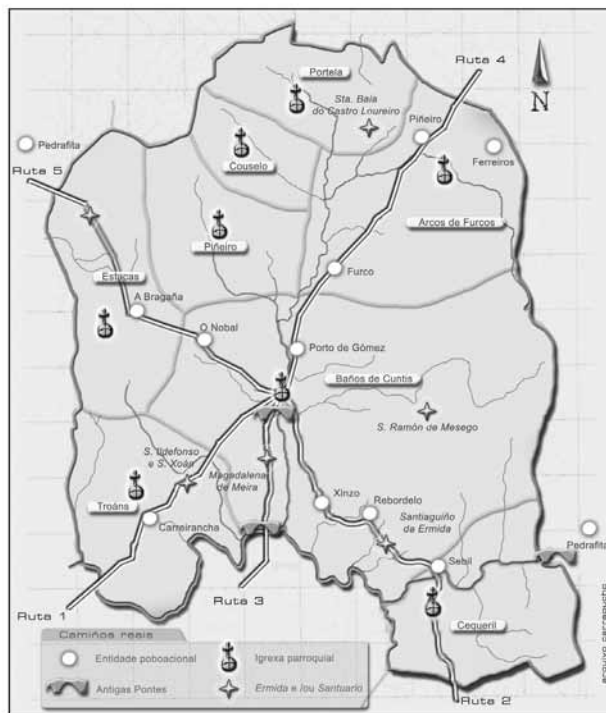 Portela
Ruta 4
Sta. Baia
do Castro Loureiro
N
Piñeiro
Pedrafita
Couselo
Ferreiros
Ruta 5
Arcos de Furcos
Piñeiro
Furco
Estacas
A Bragaña
O Nobal
Porto de Gómez
Baños de Cuntis
S. Ramón de Mesego
S. Ildefonso
e S. Xoán
Magadalena
de Meira
Troáns
Xinzo
Rebordelo
Santiaguiño
da Ermida
Carneirancha
Pedrafita
Sebil
Ruta 1
Ruta 3
Cequeril
Camiños reais
Entidade poboacional
Igrexa parroquial
Antigas Pontes
Ermida e /ou Santuario
Ruta 2